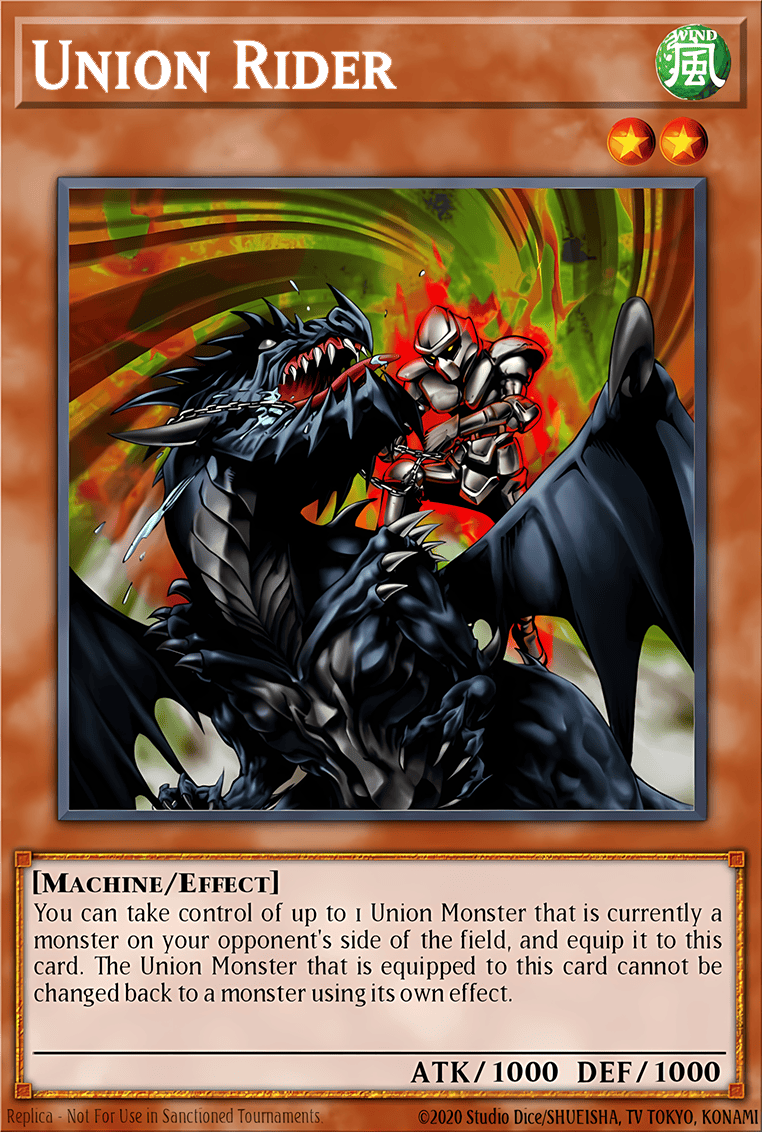 Union Rider
WIND
風
[Machine/Effect]
You can take control of up to 1 Union Monster that is currently a
monster on your opponent's side of the field, and equip it to this
card. The Union Monster that is equipped to this card cannot be
changed back to a monster using its own effect.
ATK/1000 DEF/1000
Replica - Not For Use in Sanctioned Tournaments.
©2020 Studio Dice/SHUEISHA, TV TOKYO, KONAMI